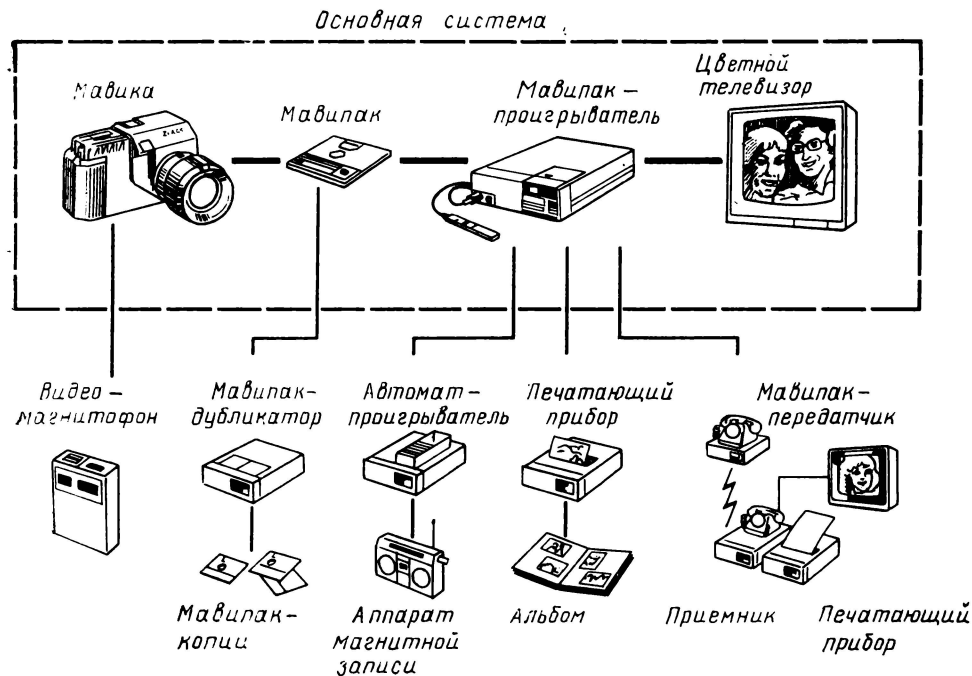 Основная система
Мавика
Мавипак
Мавипак –
проигрыватель
Цветной
телевизор
Видео –
магнитофон
Мавипак-
дубликатор
Автомат –
проигрыватель
Печатающий
прибор
Мавипак-
передатчик
Мавипак-
копии
Аппарат
магнитной
записи
Альбом
Приемник
Печатающий
прибор